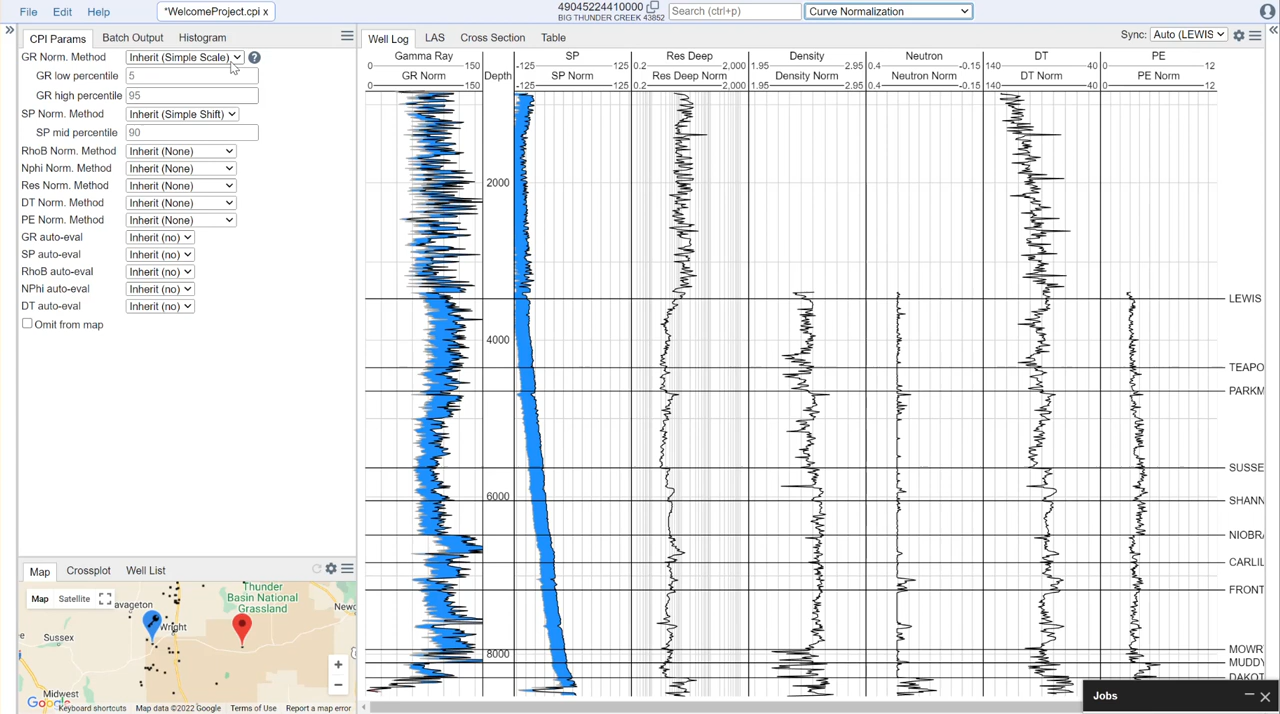 File Edit Help *WelcomeProject.cpi x 49045224410000 Search (ctrl+p) Curve Normalization
BIG THUNDER CREEK 43852
CPI Params Batch Output Histogram
Well Log LAS Cross Section Table Sync: Auto (LEWIS
GR Norm. Method Inherit (Simple Scale) ?
GR low percentile 5
GR high percentile 95
SP Norm. Method Inherit (Simple Shift)
SP mid percentile 90
RhoB Norm. Method Inherit (None)
Nphi Norm. Method Inherit (None)
Res Norm. Method Inherit (None)
DT Norm. Method Inherit (None)
PE Norm. Method Inherit (None)
GR auto-eval Inherit (no)
SP auto-eval Inherit (no)
RhoB auto-eval Inherit (no)
NPhi auto-eval Inherit (no)
DT auto-eval Inherit (no)
Omit from map
Gamma Ray SP Res Deep Density Neutron DT PE
0 150 -125 125 0.2 2,000 1.95 2.95 0.4 -0.15 140 40 0 12
GR Norm Depth SP Norm Res Deep Norm Density Norm Neutron Norm DT Norm PE Norm
0 150 -125 125 0.2 2,000 1.95 2.95 0.4 -0.15 140 40 0 12
2000
LEWIS
4000
TEAPO
PARKM
SUSSE
6000
SHANN
NIOBR
CARLIL
FRONT
MOWR
8000
MUDDY
DAKOT
Map Crossplot Well List
Map Satellite
Thunder
Basin National
Grassland
avageton
Newc
Wright
Sussex
Midwest
Google
Keyboard shortcuts Map data ©2022 Google Terms of Use Report a map error
Jobs